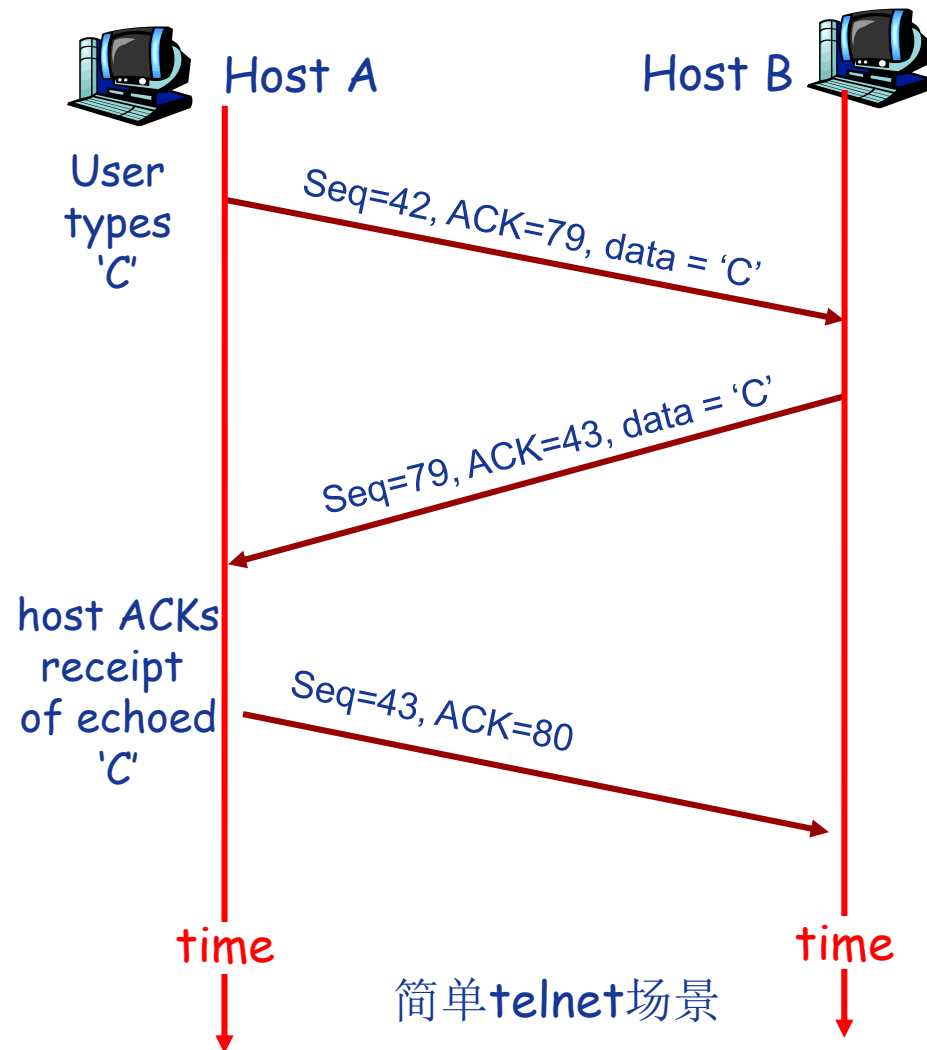 Host A
Host B
User
types
‘C’
Seq=42, ACK=79, data = ‘C’
Seq=79, ACK=43, data = ‘C’
host ACKs
receipt
of echoed
‘C’
Seq=43, ACK=80
time
time
简单telnet场景